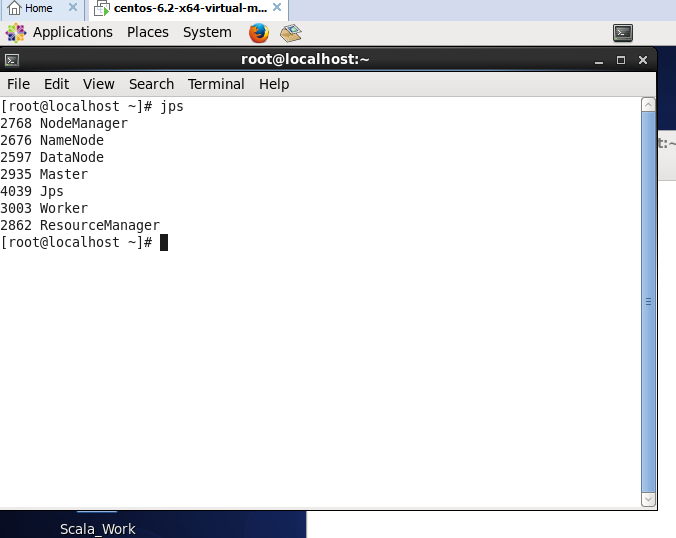 Home
centos-6.2-x64-virtual-m...
Applications Places System
root@localhost:~
File Edit View Search Terminal Help
[root@localhost ~]# jps
2768 NodeManager
2676 NameNode
2597 DataNode
2935 Master
4039 Jps
3003 Worker
2862 ResourceManager
[root@localhost ~]#
t:~
Scala_Work